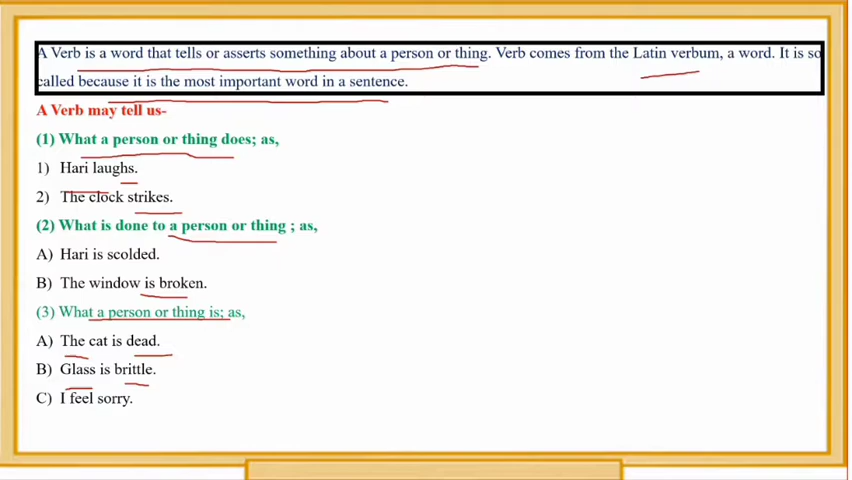 A Verb is a word that tells or asserts something about a person or thing. Verb comes from the Latin verbum, a word. It is so
called because it is the most important word in a sentence.
A Verb may tell us-
(1) What a person or thing does; as,
1) Hari laughs.
2) The clock strikes.
(2) What is done to a person or thing ; as,
A) Hari is scolded.
B) The window is broken.
(3) What a person or thing is; as,
A) The cat is dead.
B) Glass is brittle.
C) I feel sorry.